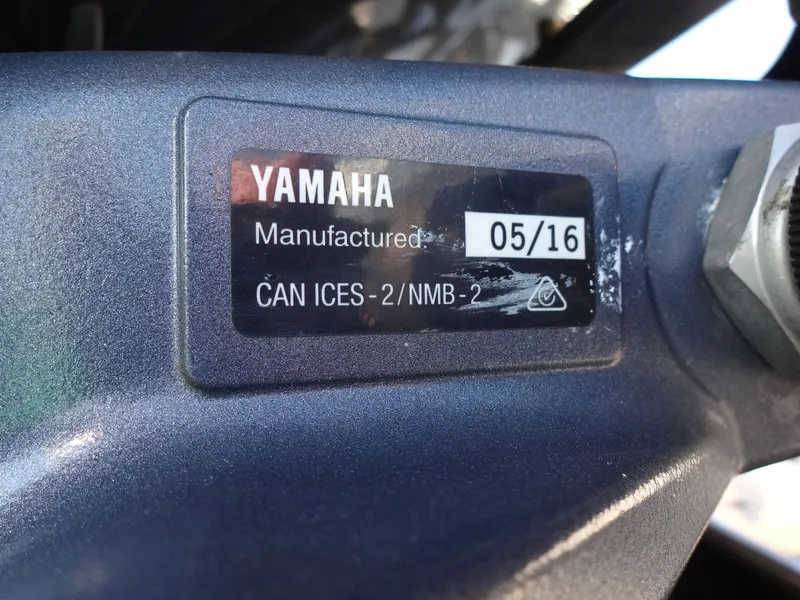 YAMAHA
Manufactured: 05/16
CAN ICES-2/NMB-2